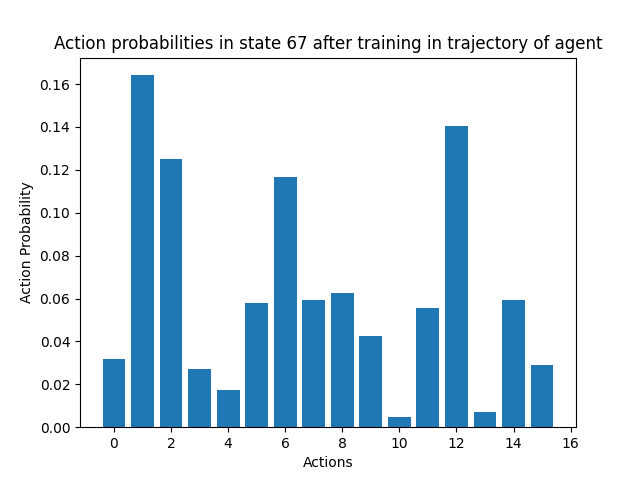 Action probabilities in state 67 after training in trajectory of agent
0.16
0.14
0.12
0.10
0.08
0.06
0.04
0.02
0.00
Action Probability
0 2 4 6 8 10 12 14 16
Actions